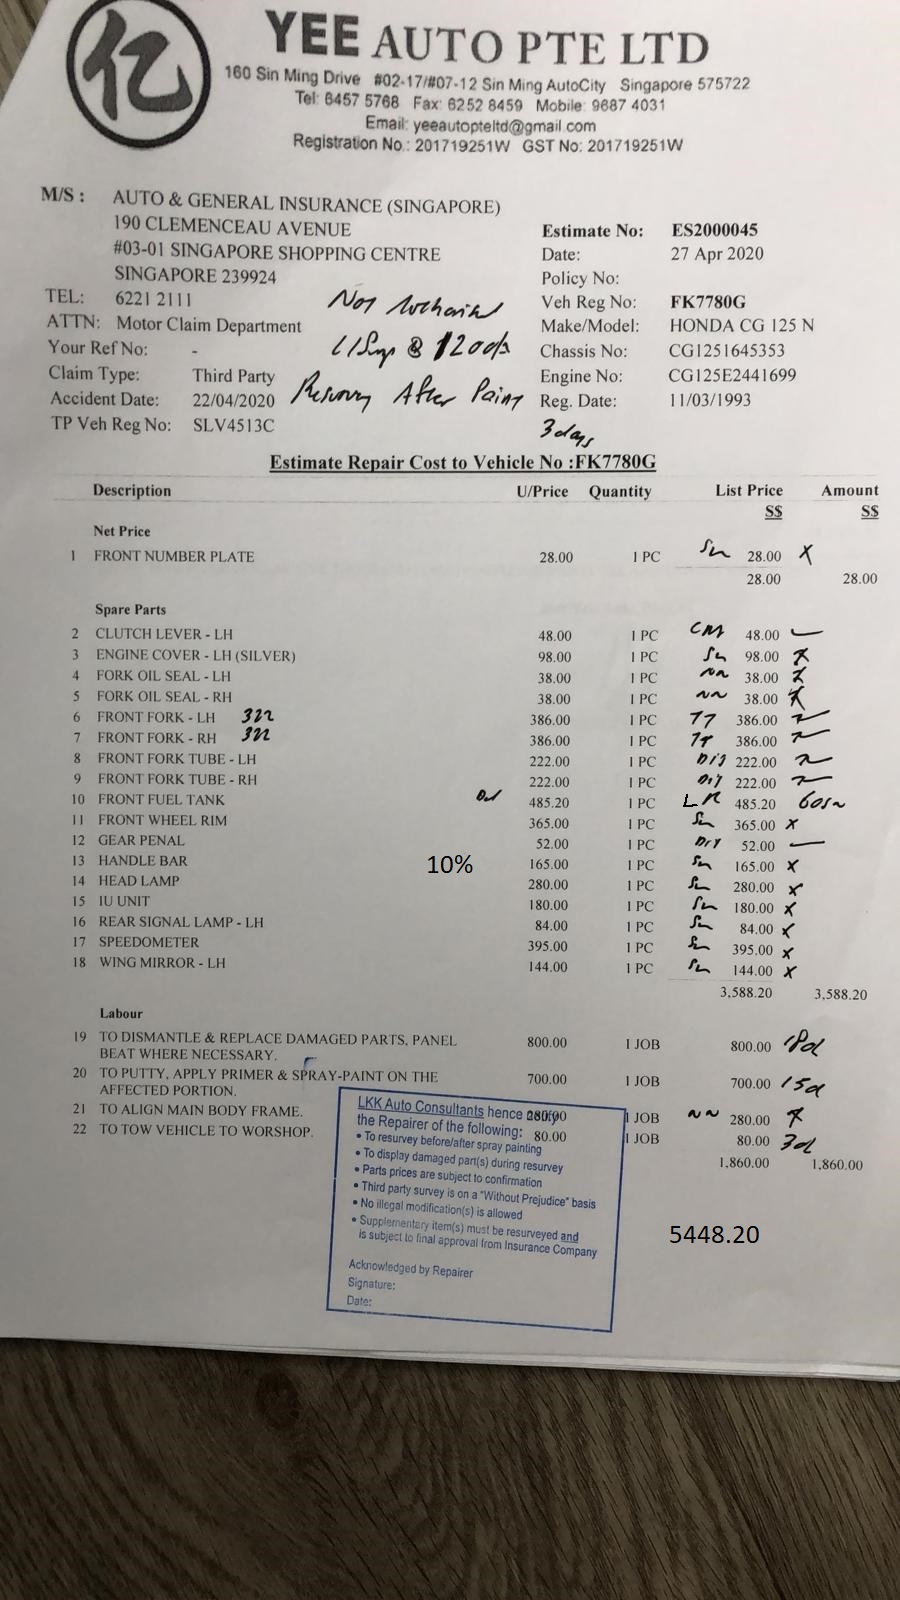 亿
YEE AUTO PTE LTD
160 Sin Ming Drive #02-17/#07-12 Sin Ming AutoCity Singapore 575722
Tel: 6457 5768 Fax: 6252 8459 Mobile: 9687 4031
Email: yeeautopteltd@gmail.com
Registration No.: 201719251W GST No: 201719251W
M/S : AUTO & GENERAL INSURANCE (SINGAPORE)
190 CLEMENCEAU AVENUE
#03-01 SINGAPORE SHOPPING CENTRE
SINGAPORE 239924
TEL: 6221 2111
ATTN: Motor Claim Department
Your Ref No: -
Claim Type: Third Party
Accident Date: 22/04/2020
TP Veh Reg No: SLV4513C
Not
After Paint
3 days
Estimate No: ES2000045
Date: 27 Apr 2020
Policy No:
Veh Reg No: FK7780G
Make/Model: HONDA CG 125 N
Chassis No: CG1251645353
Engine No: CG125E2441699
Reg. Date: 11/03/1993
Estimate Repair Cost to Vehicle No :FK7780G
Description U/Price Quantity List Price Amount
S$ S$
Net Price
1 FRONT NUMBER PLATE 28.00 1 PC 28.00 X
28.00 28.00
Spare Parts
2 CLUTCH LEVER - LH 48.00 1 PC 48.00
3 ENGINE COVER - LH (SILVER) 98.00 1 PC 98.00 X
4 FORK OIL SEAL - LH 38.00 1 PC 38.00 X
5 FORK OIL SEAL - RH 38.00 1 PC 38.00 X
6 FRONT FORK - LH 322 386.00 1 PC 386.00
7 FRONT FORK - RH 322 386.00 1 PC 386.00
8 FRONT FORK TUBE - LH 222.00 1 PC 222.00
9 FRONT FORK TUBE - RH 222.00 1 PC 222.00
10 FRONT FUEL TANK 485.20 1 PC 485.20
11 FRONT WHEEL RIM 365.00 1 PC 365.00 X
12 GEAR PENAL 52.00 1 PC 52.00
13 HANDLE BAR 10% 165.00 1 PC 165.00 X
14 HEAD LAMP 280.00 1 PC 280.00 X
15 IU UNIT 180.00 1 PC 180.00 X
16 REAR SIGNAL LAMP - LH 84.00 1 PC 84.00 X
17 SPEEDOMETER 395.00 1 PC 395.00 X
18 WING MIRROR - LH 144.00 1 PC 144.00 X
3,588.20 3,588.20
Labour
19 TO DISMANTLE & REPLACE DAMAGED PARTS, PANEL 800.00 1 JOB 800.00
BEAT WHERE NECESSARY.
20 TO PUTTY, APPLY PRIMER & SPRAY-PAINT ON THE 700.00 1 JOB 700.00
AFFECTED PORTION.
21 TO ALIGN MAIN BODY FRAME. 280.00 1 JOB 280.00 X
22 TO TOW VEHICLE TO WORSHOP. 80.00 1 JOB 80.00
1,860.00 1,860.00
LKK Auto Consultants hence notify
the Repairer of the following:
• To resurvey before/after spray painting
• To display damaged part(s) during resurvey
• Parts prices are subject to confirmation
• Third party survey is on a "Without Prejudice" basis
• No illegal modification(s) is allowed
• Supplementary item(s) must be resurveyed and
is subject to final approval from Insurance Company
Acknowledged by Repairer
Signature:
Date:
5448.20